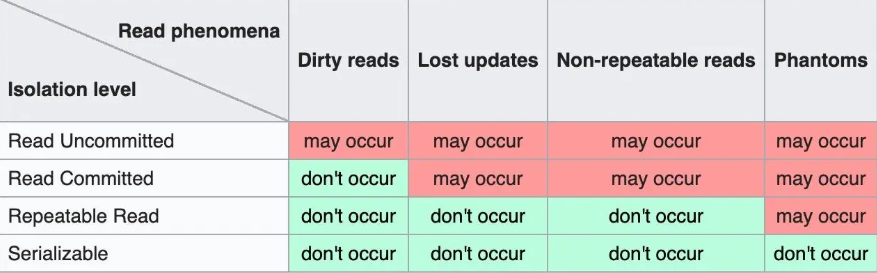 Read phenomena
Isolation level
Dirty reads Lost updates Non-repeatable reads Phantoms
Read Uncommitted may occur may occur may occur may occur
Read Committed don't occur may occur may occur may occur
Repeatable Read don't occur don't occur don't occur may occur
Serializable don't occur don't occur don't occur don't occur